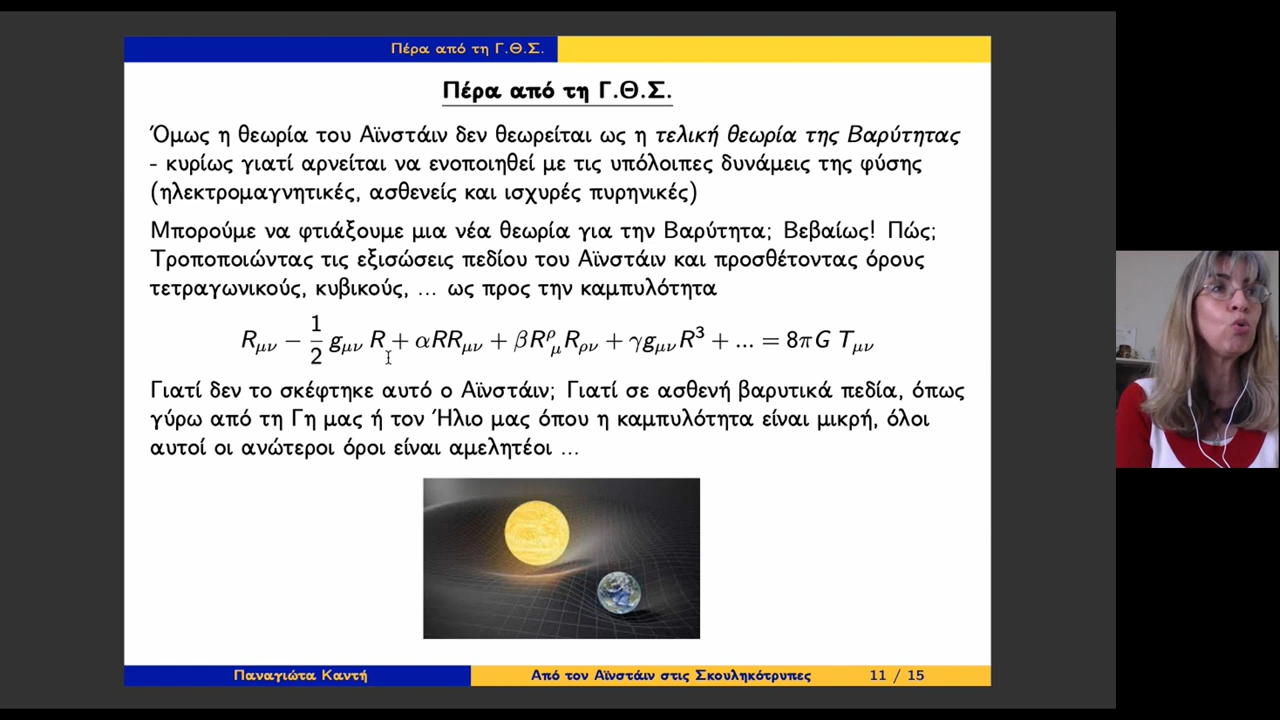 Πέρα από τη Γ.Θ.Σ.
Πέρα από τη Γ.Θ.Σ.
Όμως η θεωρία του Αϊνστάιν δεν θεωρείται ως η τελική θεωρία της Βαρύτητας
- κυρίως γιατί αρνείται να ενοποιηθεί με τις υπόλοιπες δυνάμεις της φύσης
(ηλεκτρομαγνητικές, ασθενείς και ισχυρές πυρηνικές)
Μπορούμε να φτιάξουμε μια νέα θεωρία για την Βαρύτητα; Βεβαίως! Πώς;
Τροποποιώντας τις εξισώσεις πεδίου του Αϊνστάιν και προσθέτοντας όρους
τετραγωνικούς, κυβικούς, ... ως προς την καμπυλότητα
R_{μν} − \frac{1}{2} g_{μν} R + αRR_{μν} + βR^{ρ}_{μ}R_{ρν} + γg_{μν}R^{3} + ... = 8πG T_{μν}
Γιατί δεν το σκέφτηκε αυτό ο Αϊνστάιν; Γιατί σε ασθενή βαρυτικά πεδία, όπως
γύρω από τη Γη μας ή τον Ήλιο μας όπου η καμπυλότητα είναι μικρή, όλοι
αυτοί οι ανώτεροι όροι είναι αμελητέοι ...
Παναγιώτα Καντή
Από τον Αϊνστάιν στις Σκουληκότρυπες
11 / 15